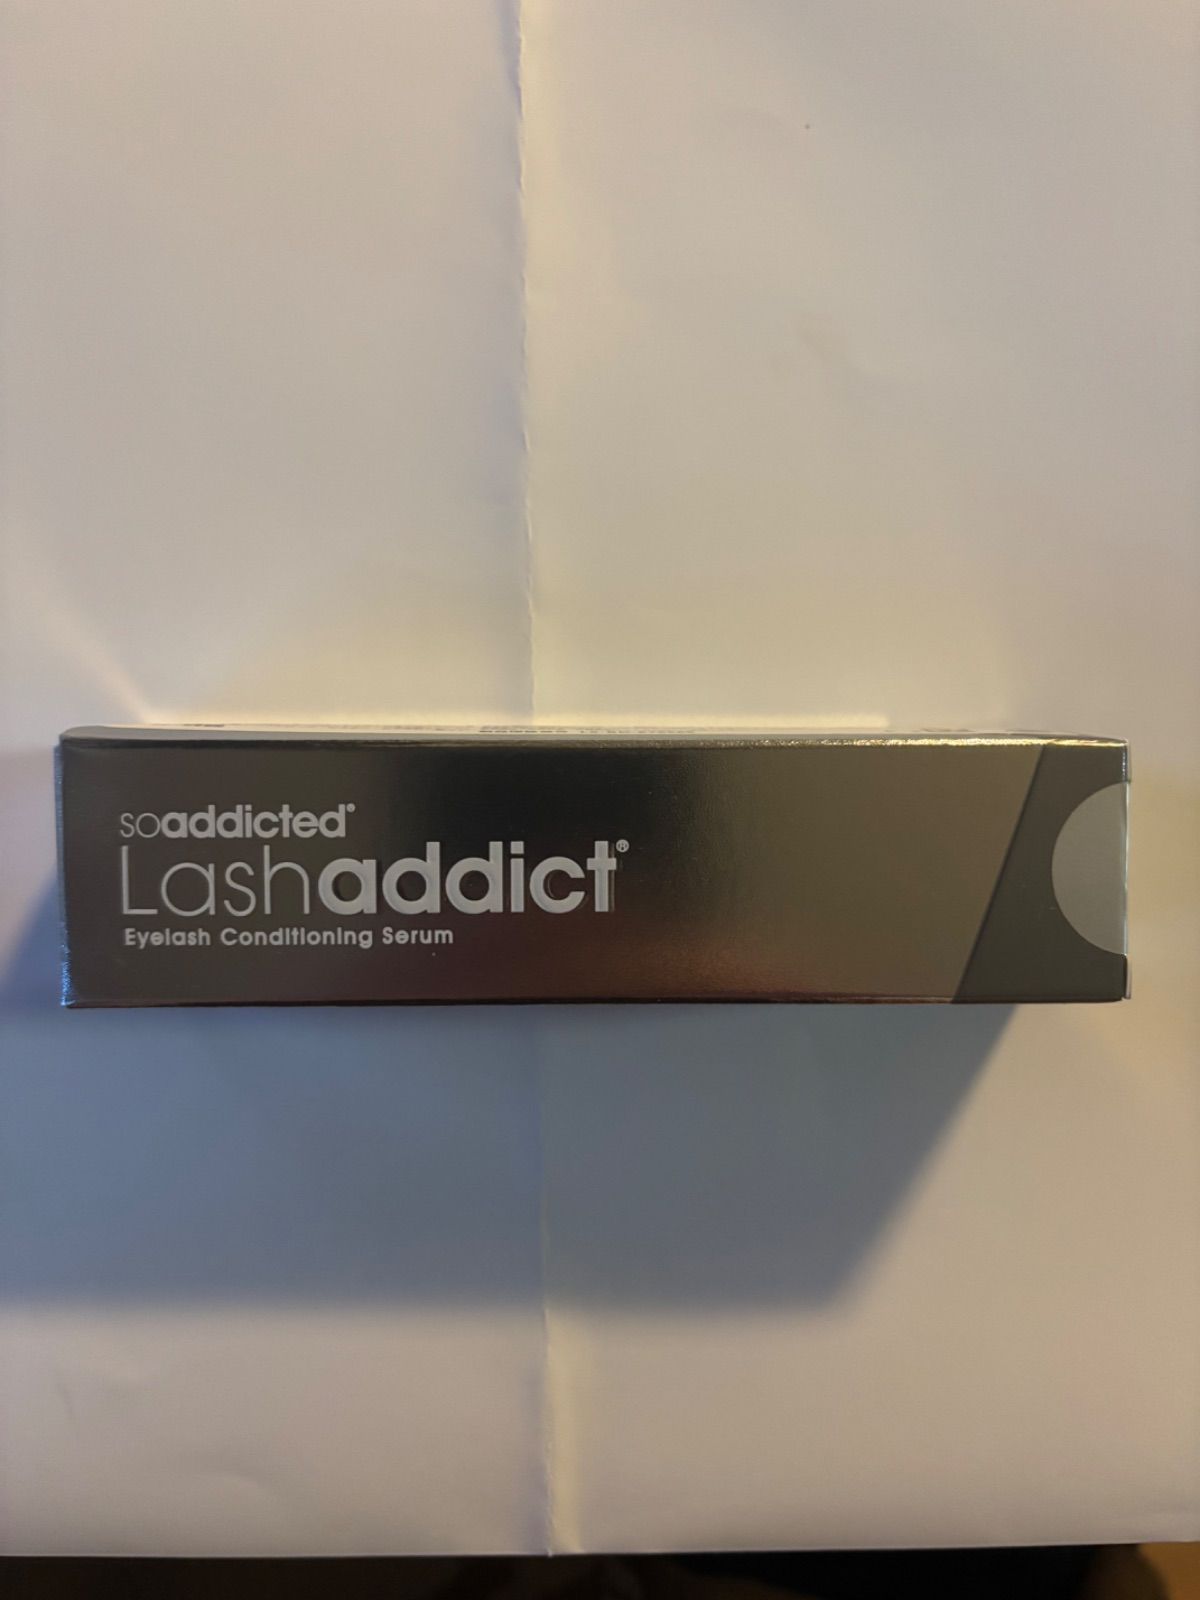 soaddicted®
Lashaddict®
Eyelash Conditioning Serum